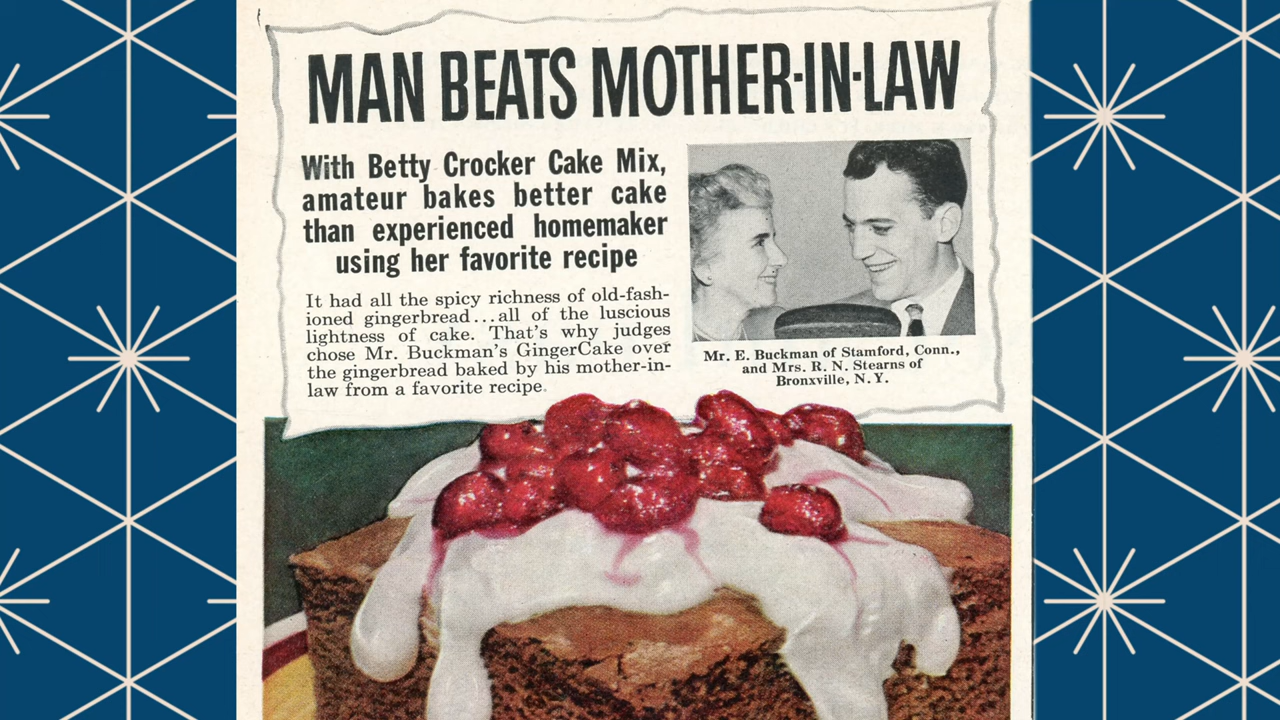 MAN BEATS MOTHER-IN-LAW
With Betty Crocker Cake Mix,
amateur bakes better cake
than experienced homemaker
using her favorite recipe
It had all the spicy richness of old-fash-
ioned gingerbread...all of the luscious
lightness of cake. That's why judges
chose Mr. Buckman's GingerCake over
the gingerbread baked by his mother-in-
law from a favorite recipe.
Mr. E. Buckman of Stamford, Conn.,
and Mrs. R. N. Stearns of
Bronxville, N. Y.